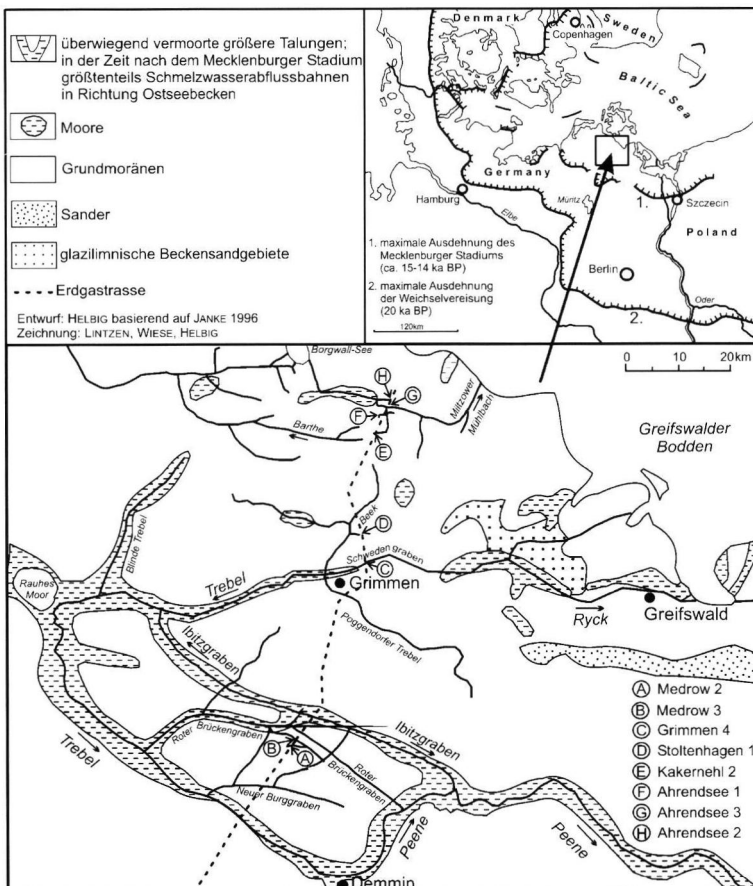 überwiegend vermoorte größere Talungen;
in der Zeit nach dem Mecklenburger Stadium
größtenteils Schmelzwasserabflussbahnen
in Richtung Ostseebecken
Moore
Grundmoränen
Sander
glazilimnische Beckensandgebiete
Erdgastrasse
Entwurf: HELBIG basierend auf JANKE 1996
Zeichnung: LINTZEN, WIESE, HELBIG
Denmark
Sweden
Copenhagen
Baltic Sea
Germany
Hamburg
Müritz
Elbe
1.
Szczecin
Poland
Berlin
Oder
2.
1. maximale Ausdehnung des
Mecklenburger Stadiums
(ca. 15-14 ka BP)
2. maximale Ausdehnung
der Weichselvereisung
(20 ka BP)
120km
Borgwall-See
0 10 20km
H
G
F
E
Barthe
Miltzower
Mühlbach
Greifswalder
Bodden
Beek
D
Blinde Trebel
Schwedengraben
C
Rauhes
Moor
Trebel
Grimmen
Ryck
Greifswald
Poggendorfer Trebel
Ibitzgraben
Ibitzgraben
Roter
Brückengraben
B
A
Roter
Brückengraben
Trebel
Neuer Burggraben
Peene
Peene
Demmin
A Medrow 2
B Medrow 3
C Grimmen 4
D Stoltenhagen 1
E Kakernehl 2
F Ahrendsee 1
G Ahrendsee 3
H Ahrendsee 2